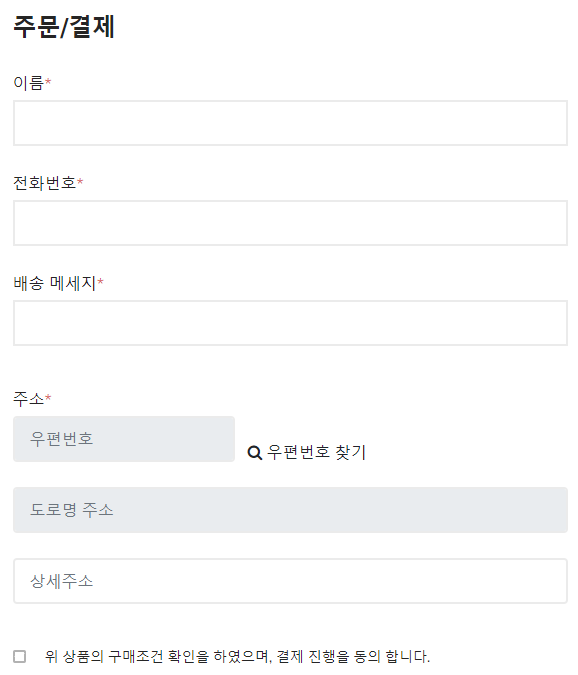 주문/결제
이름*
전화번호*
배송 메세지*
주소*
우편번호
우편번호 찾기
도로명 주소
상세주소
위 상품의 구매조건 확인을 하였으며, 결제 진행을 동의 합니다.